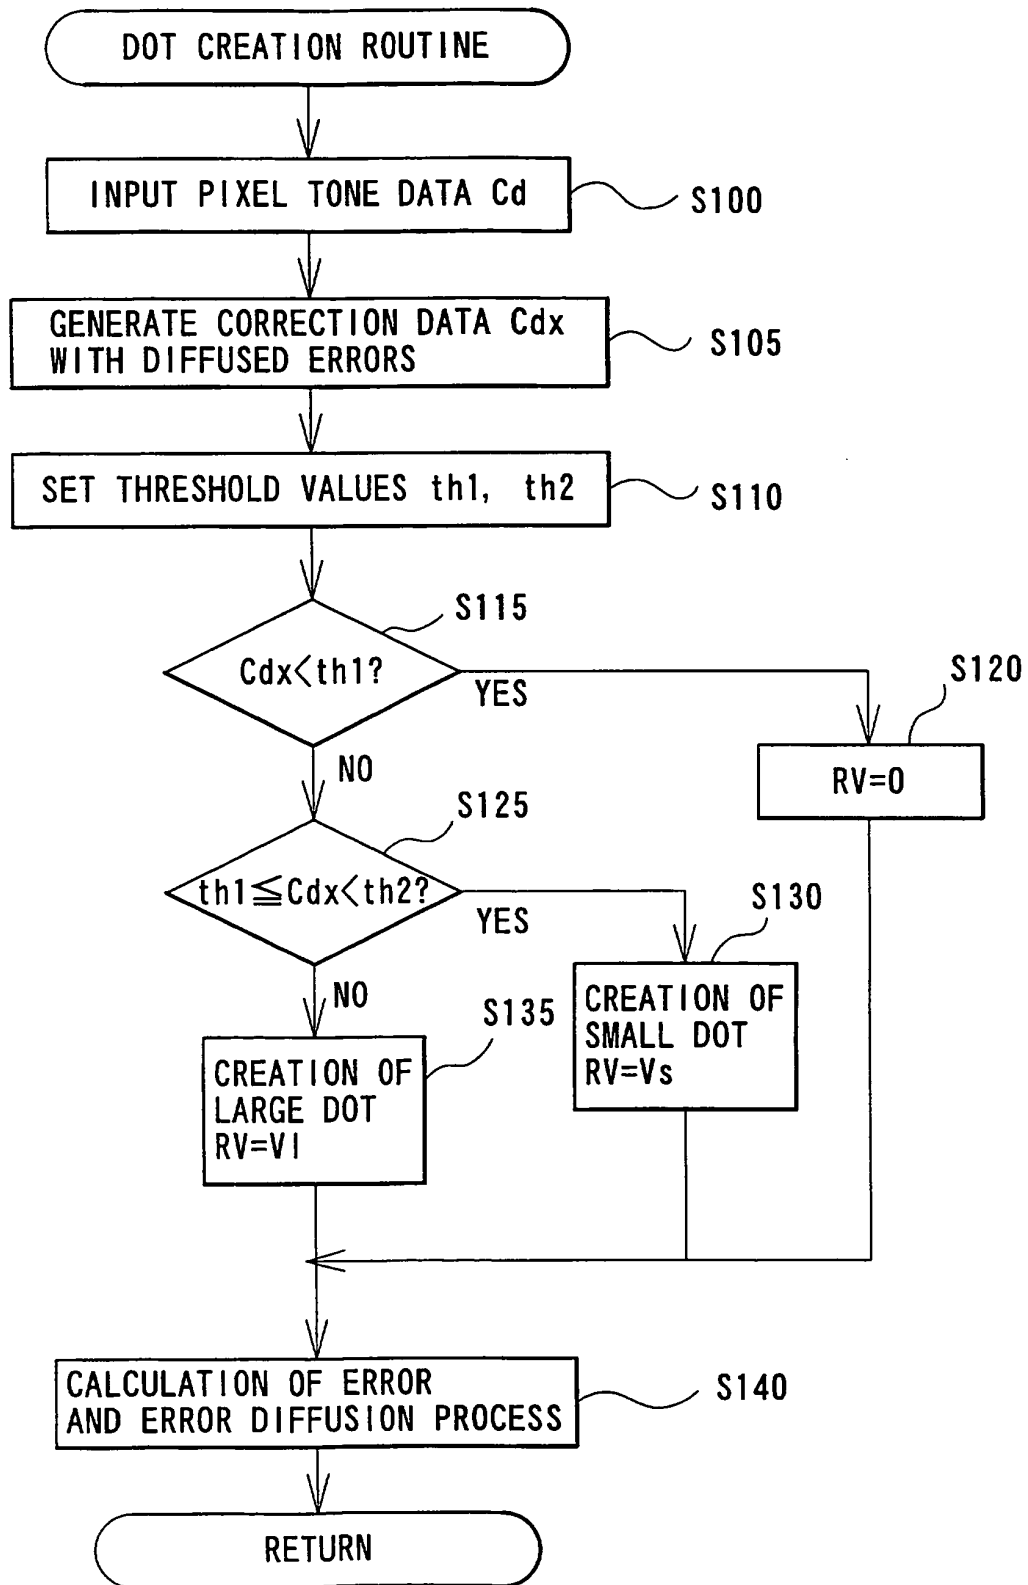 DOT CREATION ROUTINE
INPUT PIXEL TONE DATA Cd
S100
GENERATE CORRECTION DATA Cdx
WITH DIFFUSED ERRORS
S105
SET THRESHOLD VALUES th1, th2
S110
S115
Cdx<th1?
YES
S120
RV=0
NO
S125
th1≦Cdx<th2?
YES
S130
CREATION OF
SMALL DOT
RV=Vs
NO
S135
CREATION OF
LARGE DOT
RV=Vl
CALCULATION OF ERROR
AND ERROR DIFFUSION PROCESS
S140
RETURN